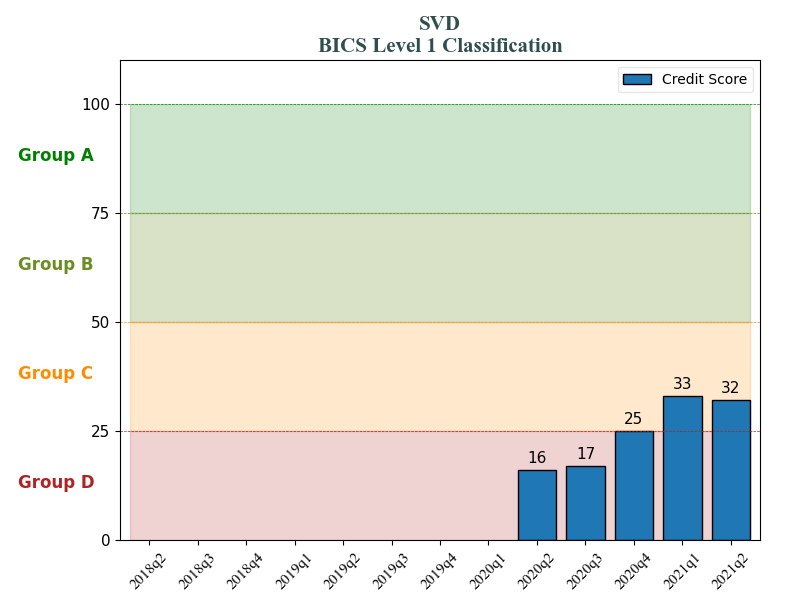 SVD
BICS Level 1 Classification
Credit Score
100
Group A
75
Group B
50
Group C
33
32
25
25
17
16
Group D
0
2018q2 2018q3 2018q4 2019q1 2019q2 2019q3 2019q4 2020q1 2020q2 2020q3 2020q4 2021q1 2021q2